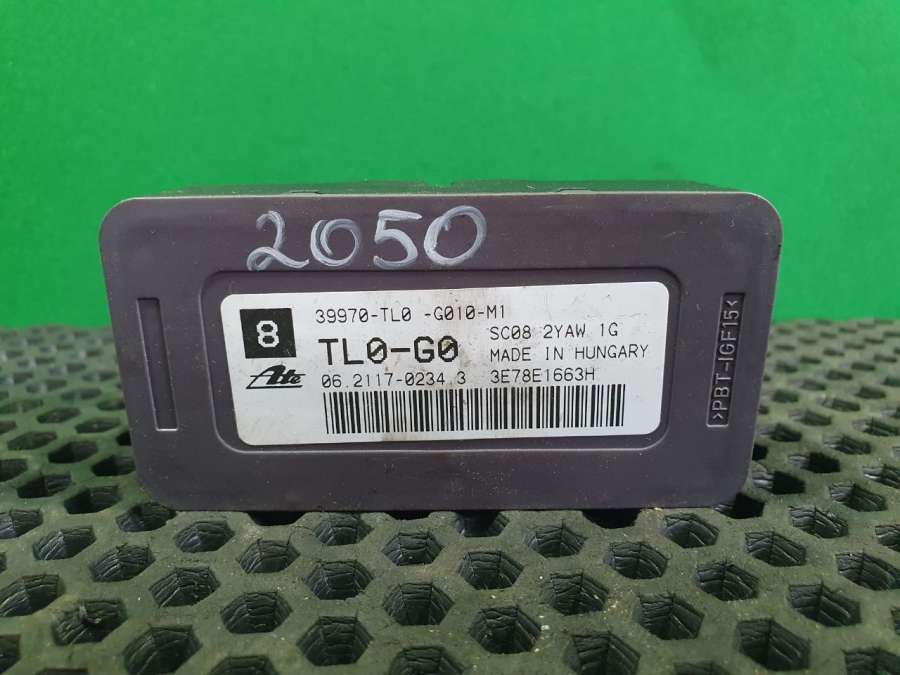 2050
8
39970-TL0 -G010-M1
TL0-G0
SC08 2YAW 1G
MADE IN HUNGARY
Ate
06.2117-0234.3 3E78E1663H
>PBT-IGF15<